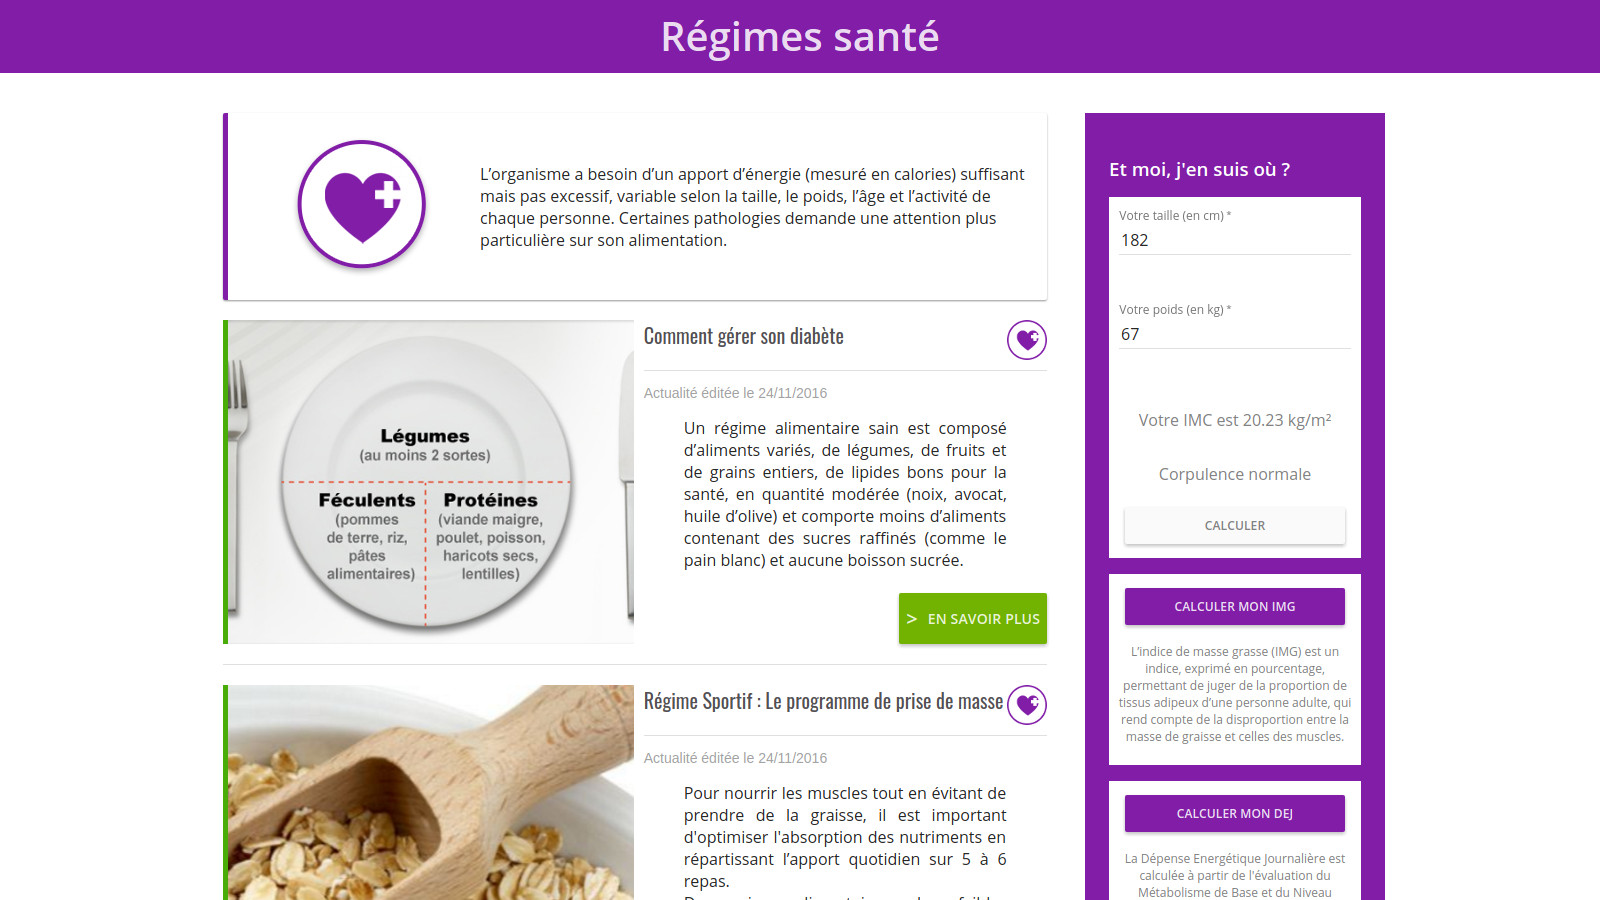 Régimes santé
L’organisme a besoin d’un apport d’énergie (mesuré en calories) suffisant
mais pas excessif, variable selon la taille, le poids, l’âge et l’activité de
chaque personne. Certaines pathologies demande une attention plus
particulière sur son alimentation.
Légumes
(au moins 2 sortes)
Féculents
(pommes
de terre, riz,
pâtes
alimentaires)
Protéines
(viande maigre,
poulet, poisson,
haricots secs,
lentilles)
Comment gérer son diabète
Actualité éditée le 24/11/2016
Un régime alimentaire sain est composé
d’aliments variés, de légumes, de fruits et
de grains entiers, de lipides bons pour la
santé, en quantité modérée (noix, avocat,
huile d’olive) et comporte moins d’aliments
contenant des sucres raffinés (comme le
pain blanc) et aucune boisson sucrée.
> EN SAVOIR PLUS
Régime Sportif : Le programme de prise de masse
Actualité éditée le 24/11/2016
Pour nourrir les muscles tout en évitant de
prendre de la graisse, il est important
d'optimiser l'absorption des nutriments en
répartissant l’apport quotidien sur 5 à 6
repas.
Et moi, j'en suis où ?
Votre taille (en cm) *
182
Votre poids (en kg) *
67
Votre IMC est 20.23 kg/m²
Corpulence normale
CALCULER
CALCULER MON IMG
L’indice de masse grasse (IMG) est un
indice, exprimé en pourcentage,
permettant de juger de la proportion de
tissus adipeux d’une personne adulte, qui
rend compte de la disproportion entre la
masse de graisse et celles des muscles.
CALCULER MON DEJ
La Dépense Energétique Journalière est
calculée à partir de l'évaluation du
Métabolisme de Base et du Niveau